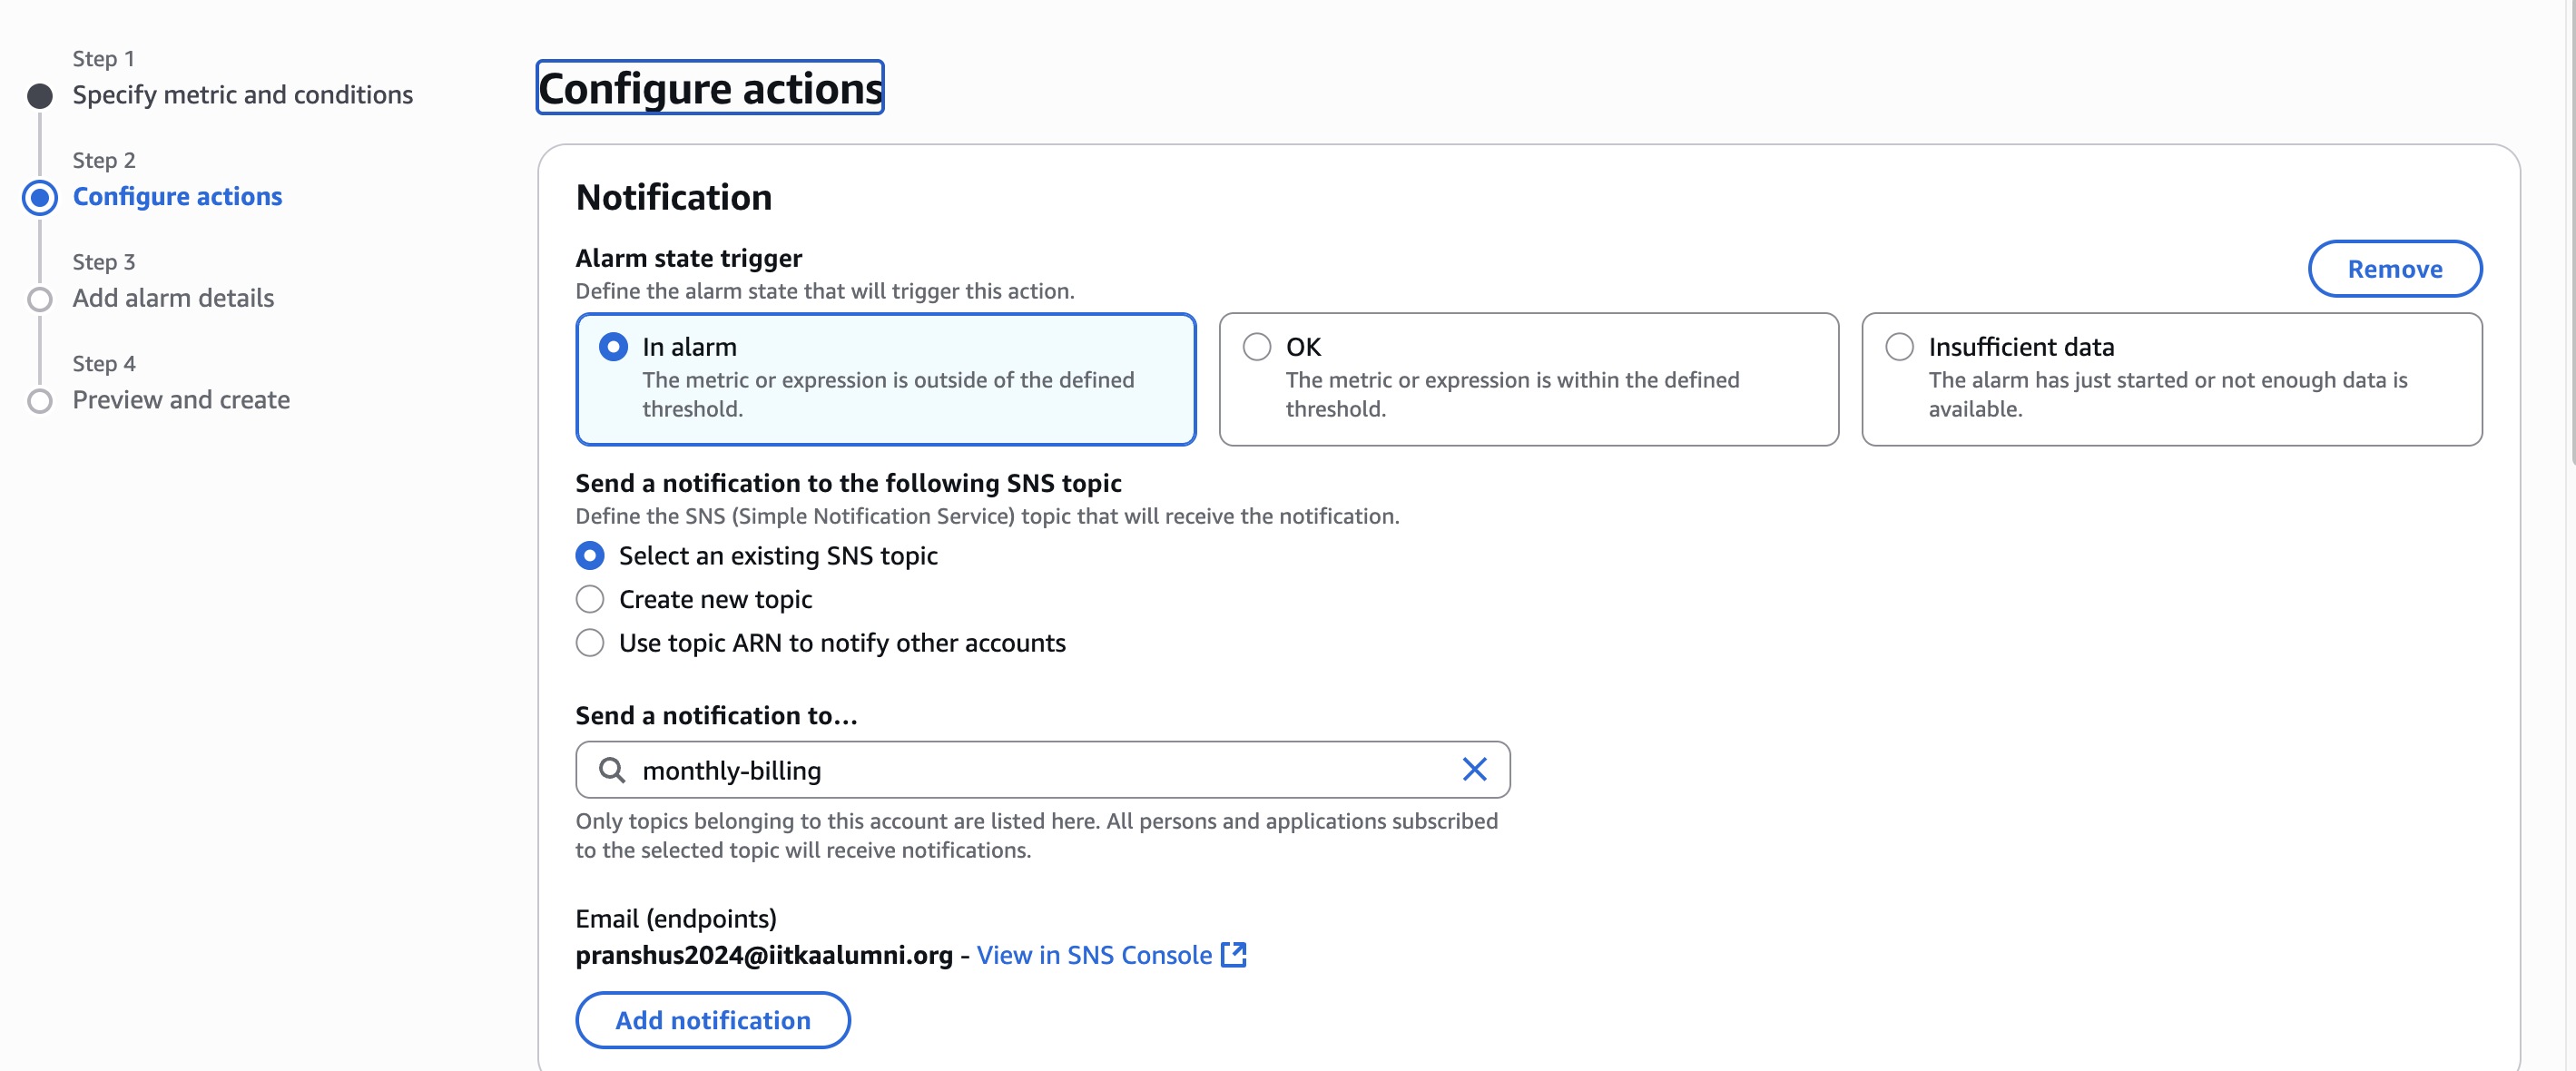 Step 1
Specify metric and conditions
Step 2
Configure actions
Step 3
Add alarm details
Step 4
Preview and create
Configure actions
Notification
Alarm state trigger
Define the alarm state that will trigger this action.
Remove
In alarm
The metric or expression is outside of the defined
threshold.
OK
The metric or expression is within the defined
threshold.
Insufficient data
The alarm has just started or not enough data is
available.
Send a notification to the following SNS topic
Define the SNS (Simple Notification Service) topic that will receive the notification.
Select an existing SNS topic
Create new topic
Use topic ARN to notify other accounts
Send a notification to…
monthly-billing
Only topics belonging to this account are listed here. All persons and applications subscribed
to the selected topic will receive notifications.
Email (endpoints)
pranshus2024@iitkaalumni.org - View in SNS Console
Add notification